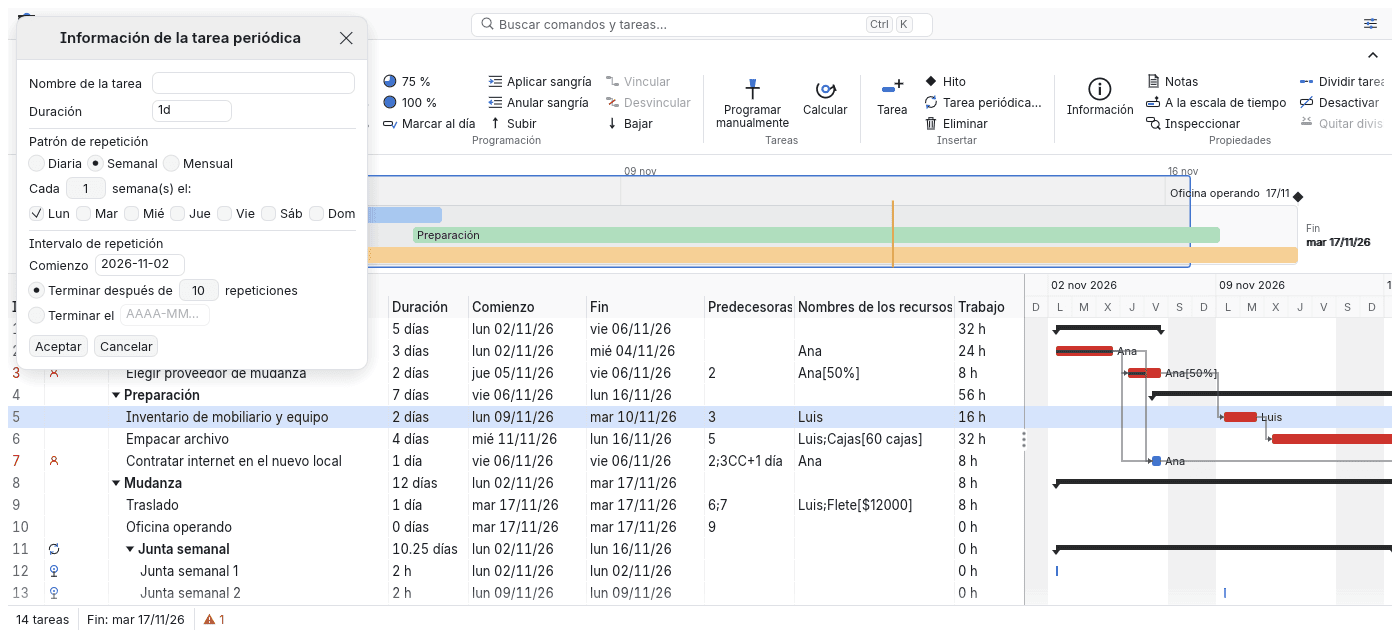 Buscar comandos y tareas... Ctrl K
Información de la tarea periódica
Nombre de la tarea
Duración 1d
Patrón de repetición
Diaria Semanal Mensual
Cada 1 semana(s) el:
Lun Mar Mié Jue Vie Sáb Dom
Intervalo de repetición
Comienzo 2026-11-02
Terminar después de 10 repeticiones
Terminar el AAAA-MM...
Aceptar Cancelar
75 % Aplicar sangría Vincular
100 % Anular sangría Desvincular
Marcar al día Subir Bajar
Programación
Programar manualmente
Calcular
Tareas
Tarea
Hito
Tarea periódica...
Eliminar
Insertar
Información
Notas
A la escala de tiempo
Inspeccionar
Dividir tarea
Desactivar
Quitar divis
Propiedades
09 nov 16 nov
Oficina operando 17/11
Preparación
Fin
mar 17/11/26
Duración Comienzo Fin Predecesoras Nombres de los recursos Trabajo
02 nov 2026 09 nov 2026 1
D L M X J V S D L M X J V S D
5 días lun 02/11/26 vie 06/11/26 32 h
3 días lun 02/11/26 mié 04/11/26 Ana 24 h Ana
3 Elegir proveedor de mudanza 2 días jue 05/11/26 vie 06/11/26 2 Ana[50%] 8 h Ana[50%]
4 Preparación 7 días vie 06/11/26 lun 16/11/26 56 h
5 Inventario de mobiliario y equipo 2 días lun 09/11/26 mar 10/11/26 3 Luis 16 h Luis
6 Empacar archivo 4 días mié 11/11/26 lun 16/11/26 5 Luis;Cajas[60 cajas] 32 h
7 Contratar internet en el nuevo local 1 día vie 06/11/26 vie 06/11/26 2;3CC+1 día Ana 8 h Ana
8 Mudanza 12 días lun 02/11/26 mar 17/11/26 8 h
9 Traslado 1 día mar 17/11/26 mar 17/11/26 6;7 Luis;Flete[$12000] 8 h
10 Oficina operando 0 días mar 17/11/26 mar 17/11/26 9 0 h
11 Junta semanal 10.25 días lun 02/11/26 lun 16/11/26 0 h
12 Junta semanal 1 2 h lun 02/11/26 lun 02/11/26 0 h
13 Junta semanal 2 2 h lun 09/11/26 lun 09/11/26 0 h
14 tareas Fin: mar 17/11/26 1